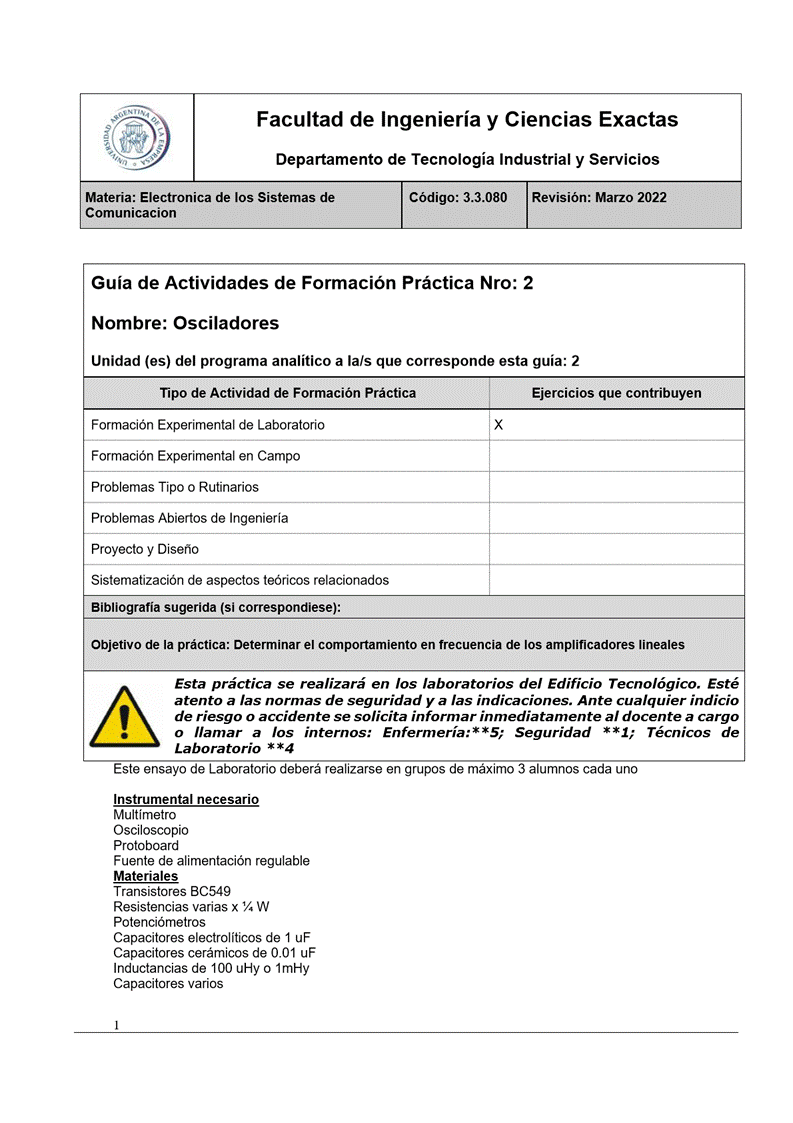 UNIVERSIDAD ARGENTINA DE LA EMPRESA
Facultad de Ingeniería y Ciencias Exactas
Departamento de Tecnología Industrial y Servicios
Materia: Electronica de los Sistemas de
Comunicacion
Código: 3.3.080
Revisión: Marzo 2022
Guía de Actividades de Formación Práctica Nro: 2
Nombre: Osciladores
Unidad (es) del programa analítico a la/s que corresponde esta guía: 2
Tipo de Actividad de Formación Práctica
Ejercicios que contribuyen
Formación Experimental de Laboratorio
X
Formación Experimental en Campo
Problemas Tipo o Rutinarios
Problemas Abiertos de Ingeniería
Proyecto y Diseño
Sistematización de aspectos teóricos relacionados
Bibliografía sugerida (si correspondiese):
Objetivo de la práctica: Determinar el comportamiento en frecuencia de los amplificadores lineales
Esta práctica se realizará en los laboratorios del Edificio Tecnológico. Esté
atento a las normas de seguridad y a las indicaciones. Ante cualquier indicio
de riesgo o accidente se solicita informar inmediatamente al docente a cargo
o llamar a los internos: Enfermería:**5; Seguridad **1; Técnicos de
Laboratorio **4
Este ensayo de Laboratorio deberá realizarse en grupos de máximo 3 alumnos cada uno
Instrumental necesario
Multímetro
Osciloscopio
Protoboard
Fuente de alimentación regulable
Materiales
Transistores BC549
Resistencias varias x ¼ W
Potenciómetros
Capacitores electrolíticos de 1 uF
Capacitores cerámicos de 0.01 uF
Inductancias de 100 uHy o 1mHy
Capacitores varios
1